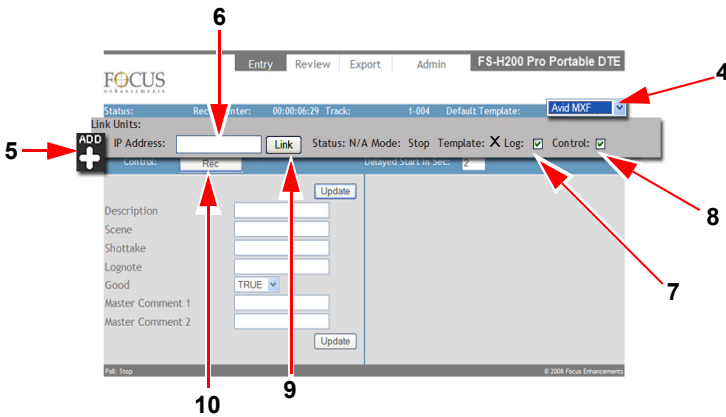 6
Entry Review Export Admin FS-H200 Pro Portable DTE
FOCUS
enhancements
4
Status: Rec nter: 00:00:06:29 Track: 1-004 Default Template: Avid MXF
Link Units:
ADD
5
IP Address: Link Status: N/A Mode: Stop Template: X Log: Control:
Control: Rec Delayed Start in Sec: 2
8
Update
Description
Scene
Shottake
Lognote
7
Good TRUE
Master Comment 1
Master Comment 2
Update
Poll: Stop © 2008 Focus Enhancements
9
10